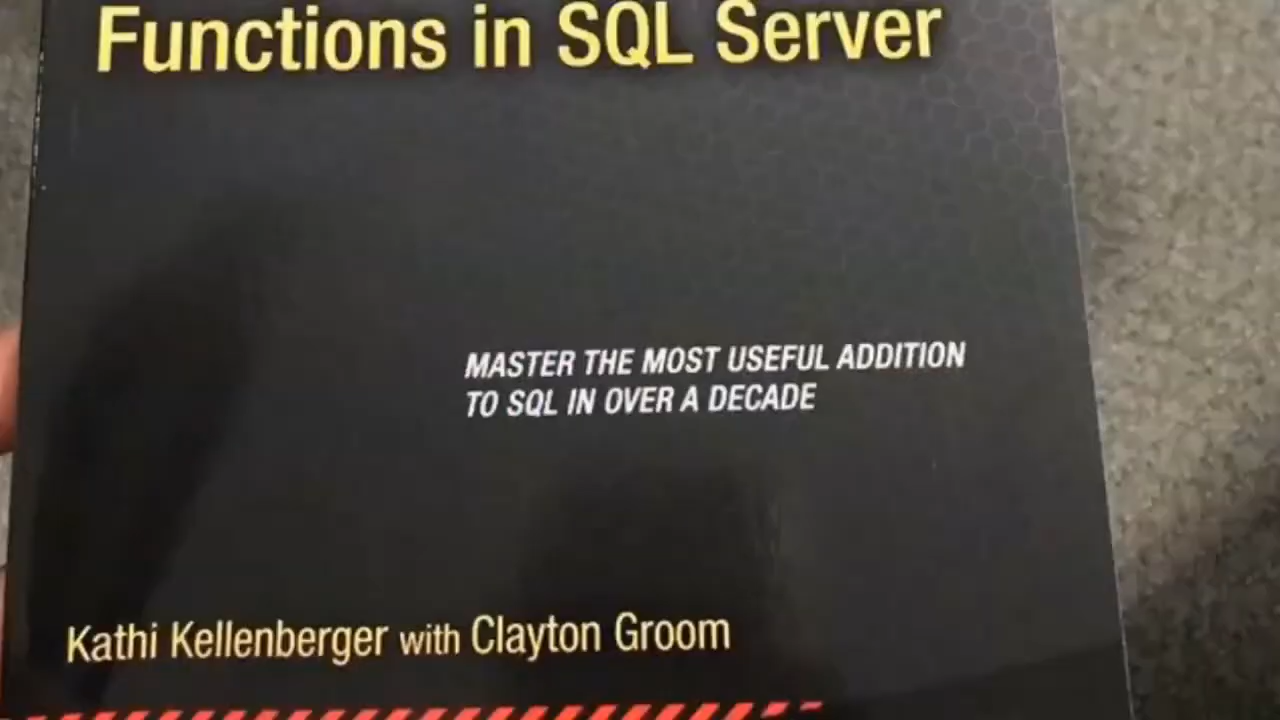 Functions in SQL Server
MASTER THE MOST USEFUL ADDITION
TO SQL IN OVER A DECADE
Kathi Kellenberger with Clayton Groom